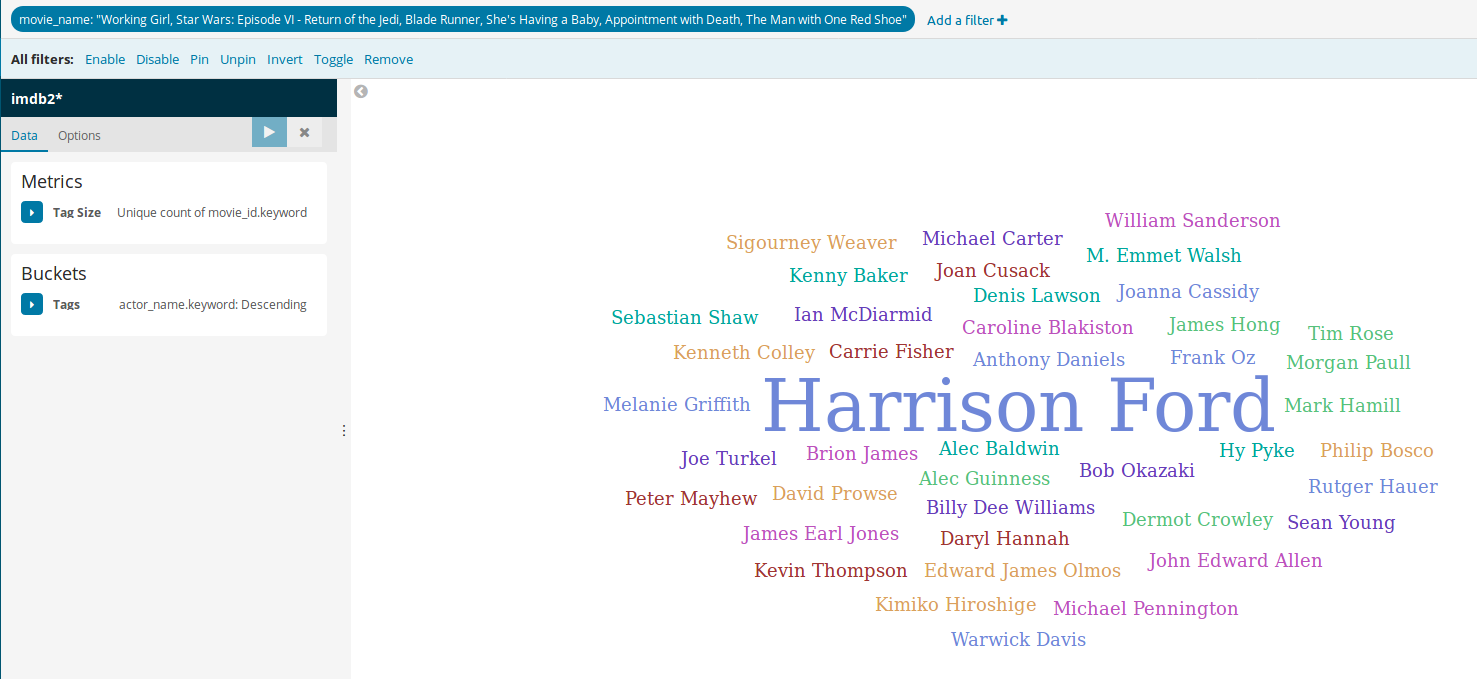 movie_name: "Working Girl, Star Wars: Episode VI - Return of the Jedi, Blade Runner, She's Having a Baby, Appointment with Death, The Man with One Red Shoe"
Add a filter
All filters: Enable Disable Pin Unpin Invert Toggle Remove
imdb2*
Data Options
Metrics
Tag Size Unique count of movie_id.keyword
Buckets
Tags actor_name.keyword: Descending
William Sanderson
Sigourney Weaver Michael Carter
M. Emmet Walsh
Kenny Baker Joan Cusack
Denis Lawson Joanna Cassidy
Sebastian Shaw Ian McDiarmid
Caroline Blakiston James Hong Tim Rose
Kenneth Colley Carrie Fisher Anthony Daniels Frank Oz Morgan Paull
Melanie Griffith Harrison Ford Mark Hamill
Joe Turkel Brion James Alec Baldwin Hy Pyke Philip Bosco
Alec Guinness Bob Okazaki
Peter Mayhew David Prowse Rutger Hauer
Billy Dee Williams
James Earl Jones Dermot Crowley Sean Young
Daryl Hannah
Kevin Thompson Edward James Olmos John Edward Allen
Kimiko Hiroshige Michael Pennington
Warwick Davis